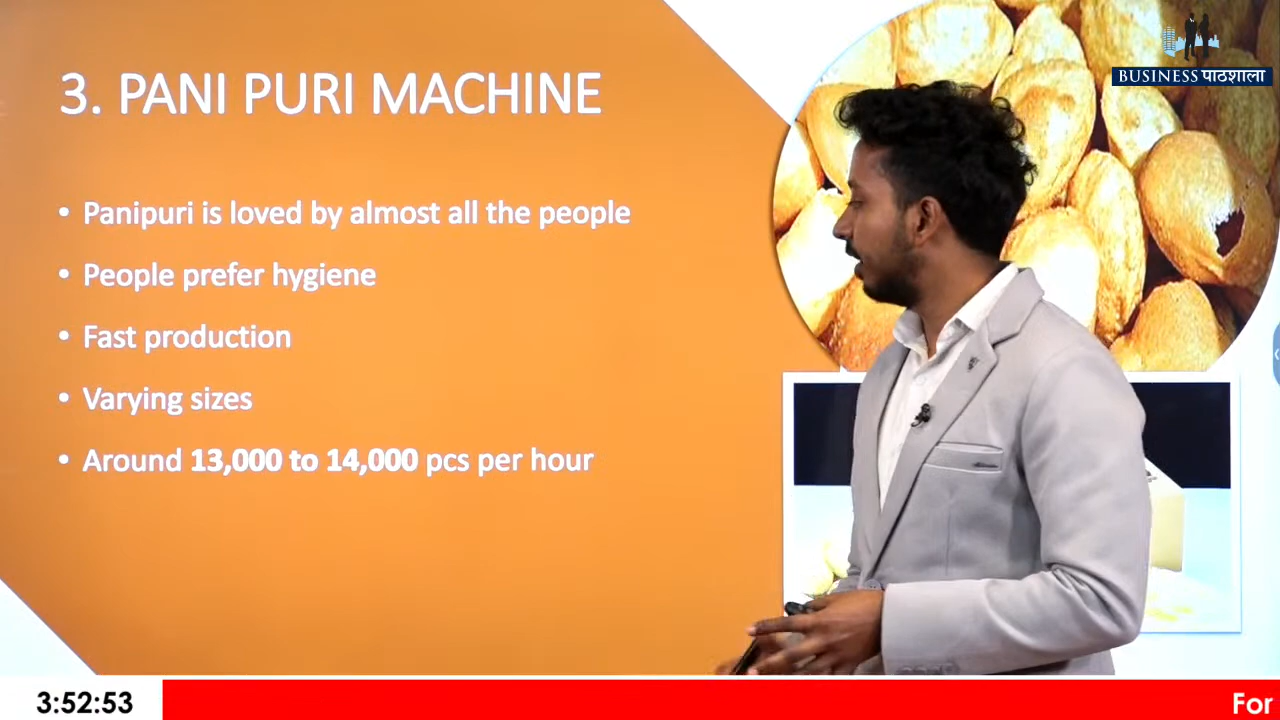 3. PANI PURI MACHINE
BUSINESS पाठशाला
• Panipuri is loved by almost all the people
• People prefer hygiene
• Fast production
• Varying sizes
• Around 13,000 to 14,000 pcs per hour
3:52:53
For